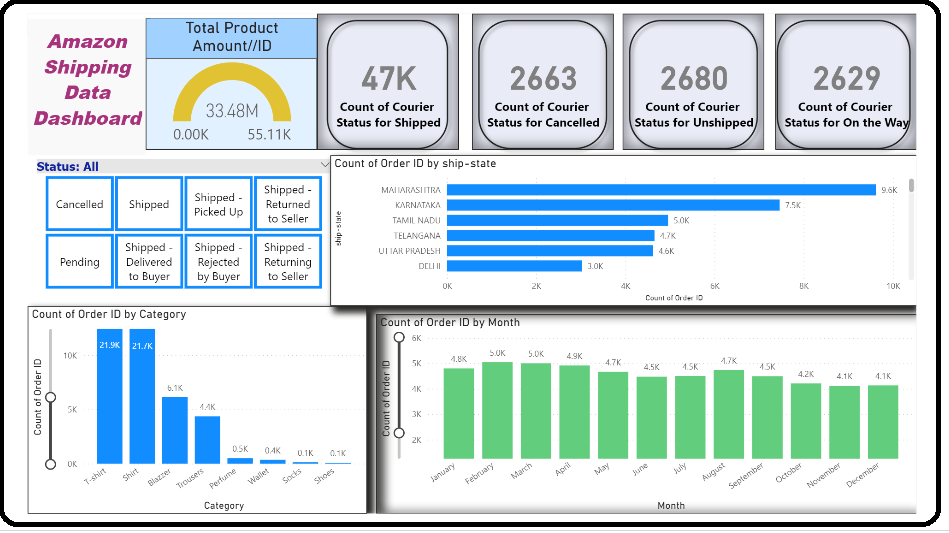 Amazon
Shipping
Data
Dashboard
Total Product
Amount//ID
33.48M
0.00K
55.11K
47K
Count of Courier
Status for Shipped
2663
Count of Courier
Status for Cancelled
2680
Count of Courier
Status for Unshipped
2629
Count of Courier
Status for On the Way
Status: All
Cancelled
Shipped
Shipped -
Picked Up
Shipped -
Returned
to Seller
Pending
Shipped -
Delivered
to Buyer
Shipped -
Rejected
by Buyer
Shipped -
Returning
to Seller
Count of Order ID by ship-state
ship-state
MAHARASHTRA 9.6K
KARNATAKA 7.5K
TAMIL NADU 5.0K
TELANGANA 4.7K
UTTAR PRADESH 4.6K
DELHI 3.0K
0K 2K 4K 6K 8K 10K
Count of Order ID
Count of Order ID by Category
Count of Order ID
10K
5K
0K
21.9K 21.7K 6.1K 4.4K 0.5K 0.4K 0.1K 0.1K
T-shirt Shirt Blazzer Trousers Perfume Wallet Socks Shoes
Category
Count of Order ID by Month
Count of Order ID
6K
5K
4K
3K
2K
4.8K 5.0K 5.0K 4.9K 4.7K 4.5K 4.5K 4.7K 4.5K 4.2K 4.1K 4.1K
January February March April May June July August September October November December
Month